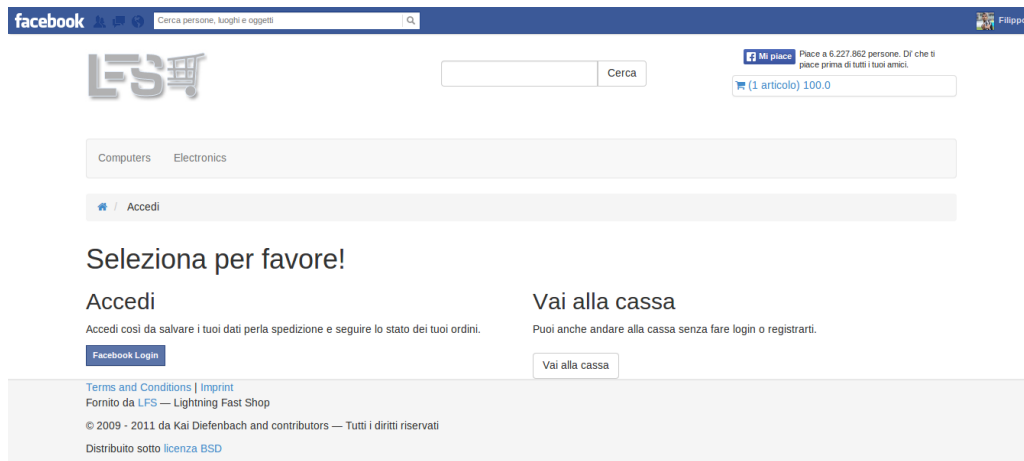 facebook
Cerca persone, luoghi e oggetti
Filippo
LFS
Cerca
Mi piace
Piace a 6.227.862 persone. Di' che ti
piace prima di tutti i tuoi amici.
(1 articolo) 100.0
Computers Electronics
/ Accedi
Seleziona per favore!
Accedi
Accedi così da salvare i tuoi dati perla spedizione e seguire lo stato dei tuoi ordini.
Facebook Login
Vai alla cassa
Puoi anche andare alla cassa senza fare login o registrarti.
Vai alla cassa
Terms and Conditions | Imprint
Fornito da LFS — Lightning Fast Shop
© 2009 - 2011 da Kai Diefenbach and contributors — Tutti i diritti riservati
Distribuito sotto licenza BSD